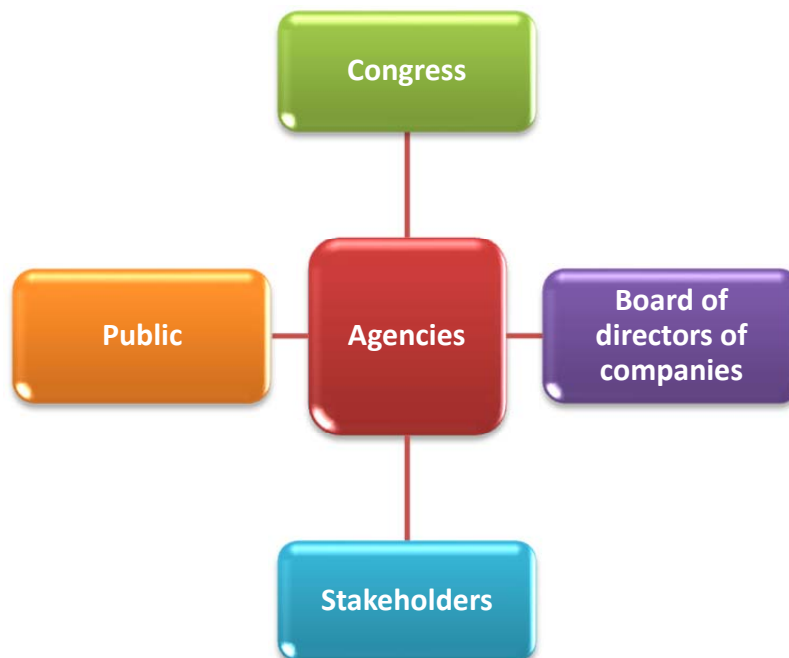 Congress
Public
Agencies
Board of
directors of
companies
Stakeholders